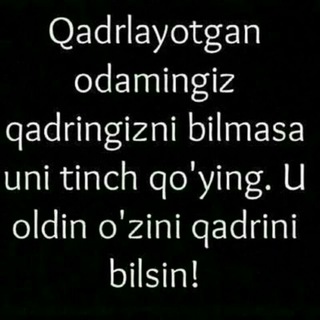 Qadrlayotgan
odamingiz
qadringizni bilmasa
uni tinch qo'ying. U
oldin o'zini qadrini
bilsin!